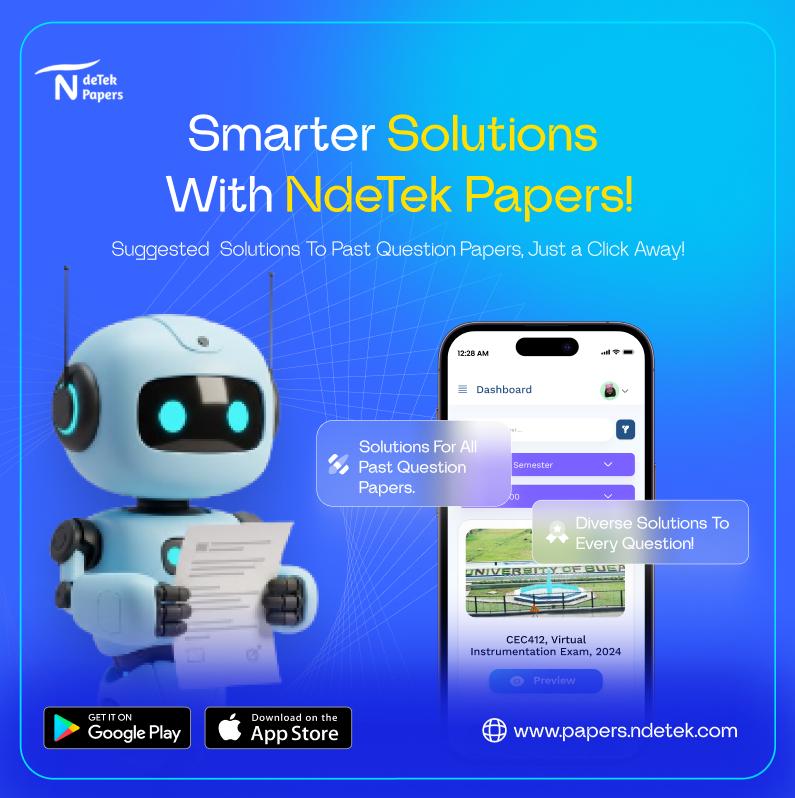 N deTek
Papers
Smarter Solutions
With NdeTek Papers!
Suggested Solutions To Past Question Papers, Just a Click Away!
12:28 AM
Dashboard
Solutions For All
Past Question
Papers.
Semester
00
Diverse Solutions To
Every Question!
UNIVERSITY OF BUEA
CEC412, Virtual
Instrumentation Exam, 2024
Preview
GET IT ON
Google Play
Download on the
App Store
www.papers.ndetek.com